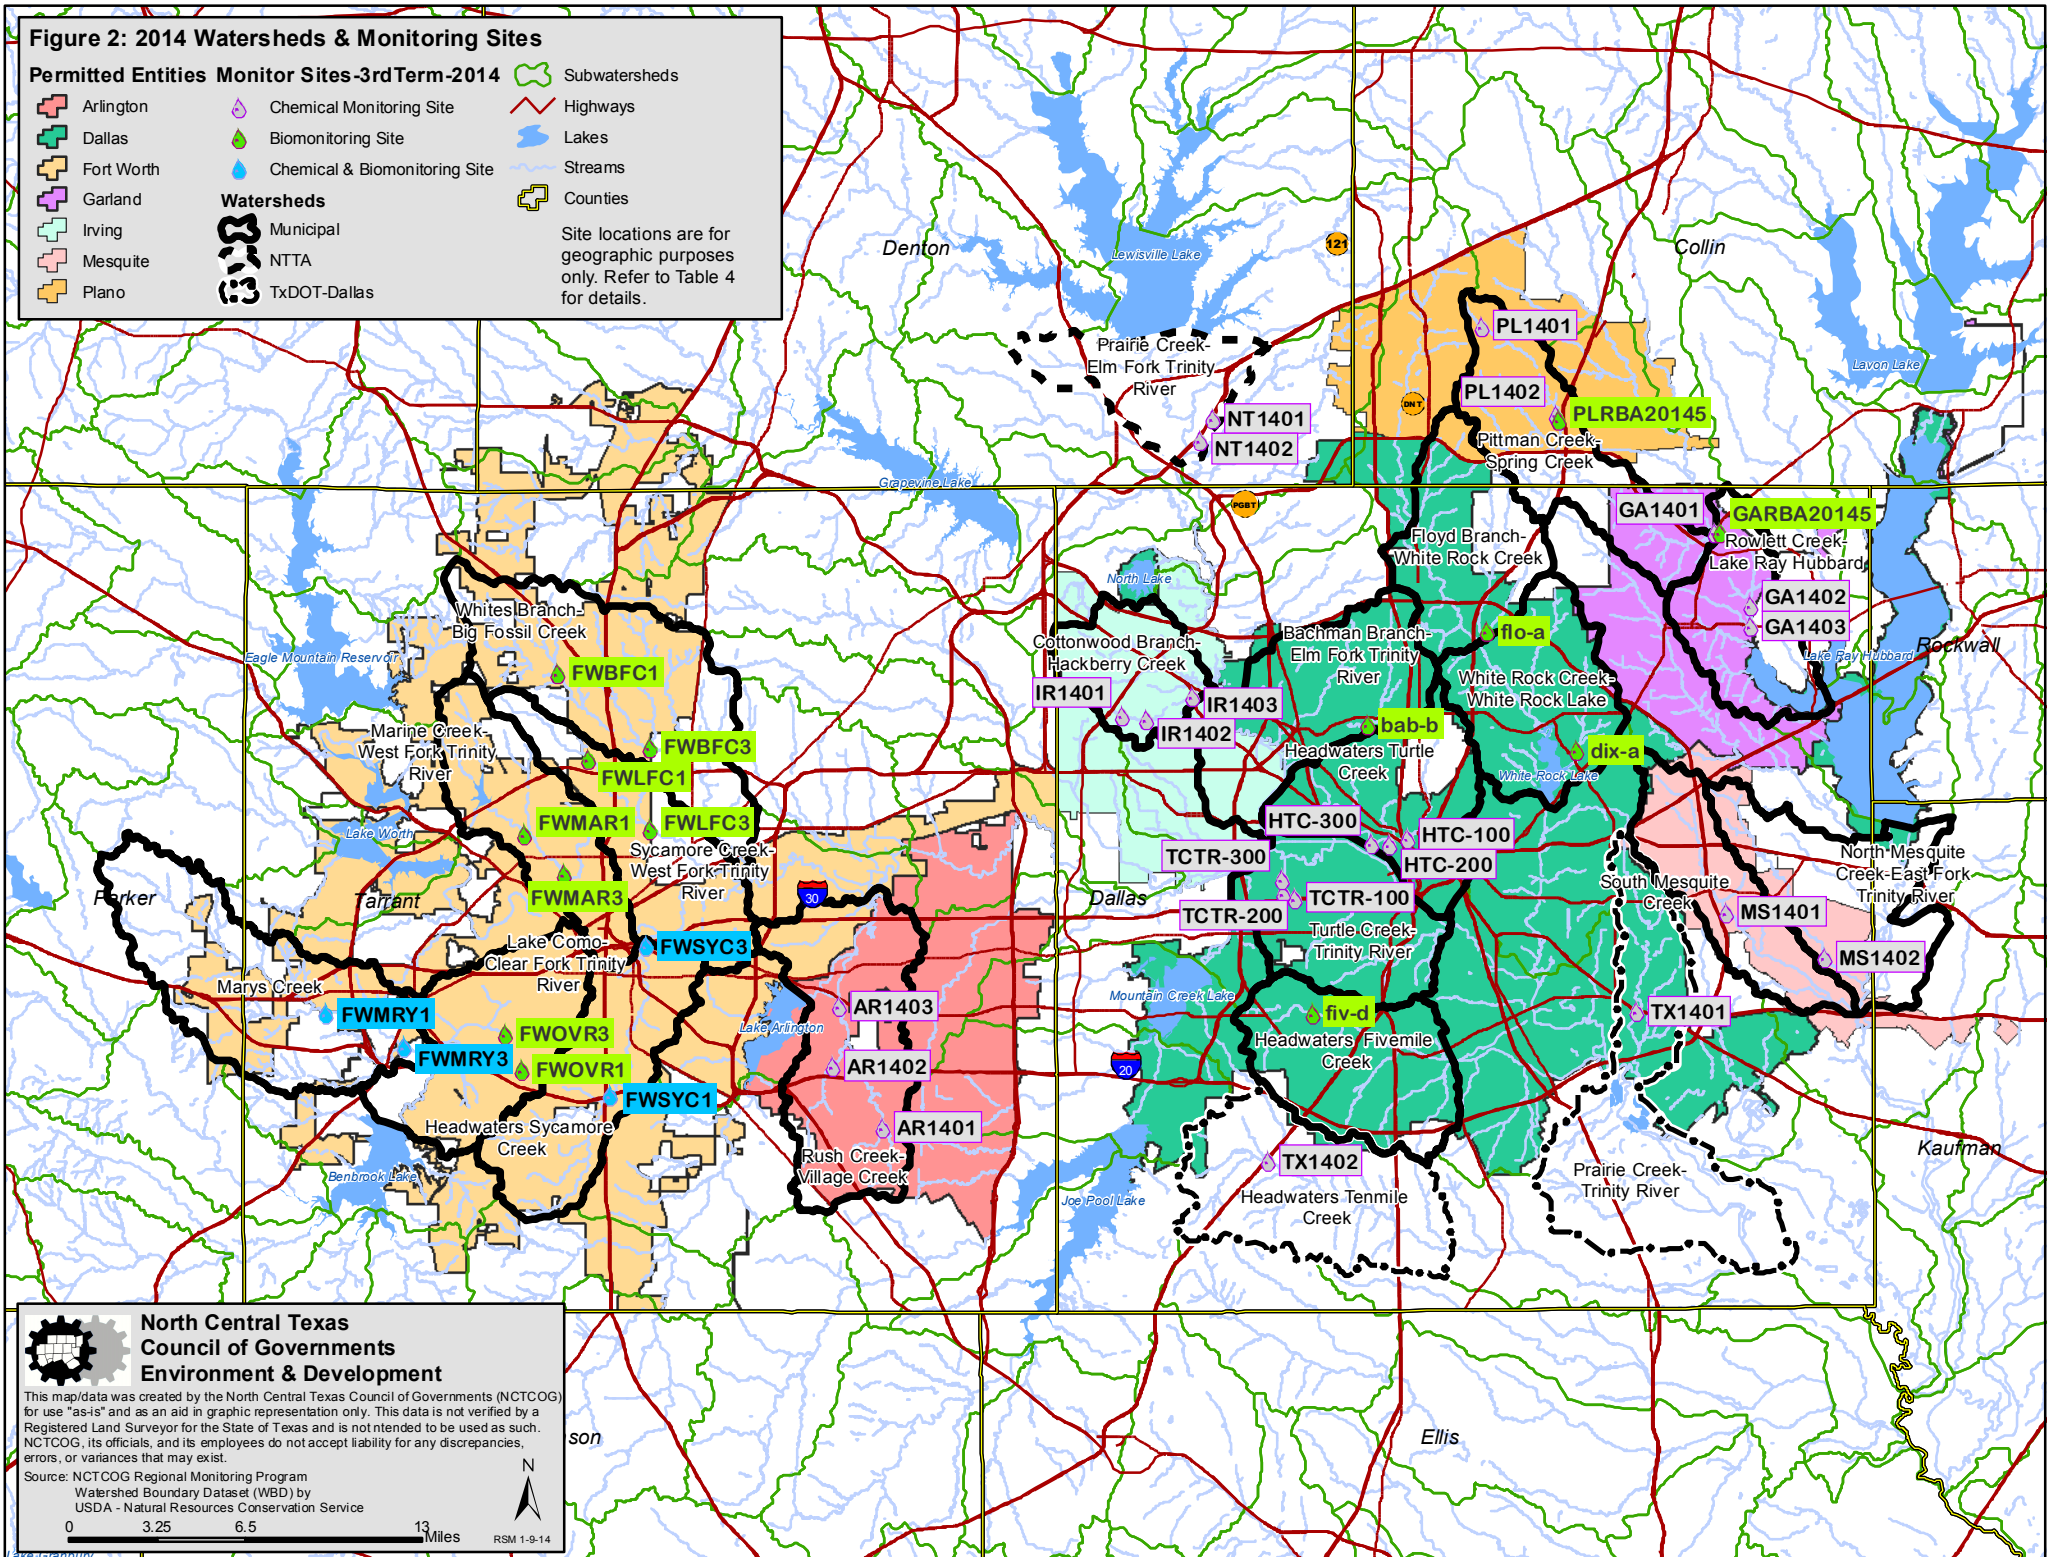 Figure 2: 2014 Watersheds & Monitoring Sites
Permitted Entities
Arlington
Dallas
Fort Worth
Garland
Irving
Mesquite
Plano
Monitor Sites-3rdTerm-2014
Chemical Monitoring Site
Biomonitoring Site
Chemical & Biomonitoring Site
Watersheds
Municipal
NTTA
TxDOT-Dallas
Subwatersheds
Highways
Lakes
Streams
Counties
Site locations are for
geographic purposes
only. Refer to Table 4
for details.
Denton
Lewisville Lake
121
Collin
Lavon Lake
Prairie Creek-
Elm Fork Trinity
River
PL1401
PL1402
DNT
PLRBA20145
NT1401
NT1402
Pittman Creek-
Spring Creek
Grapevine Lake
PGBT
GA1401
GARBA20145
Rowlett Creek-
Lake Ray Hubbard
Floyd Branch-
White Rock Creek
North Lake
GA1402
GA1403
Lake Ray Hubbard
Rockwall
Whites Branch-
Big Fossil Creek
Eagle Mountain Reservoir
FWBFC1
Cottonwood Branch-
Hackberry Creek
Bachman Branch-
Elm Fork Trinity
River
flo-a
White Rock Creek-
White Rock Lake
IR1401
IR1403
IR1402
bab-b
dix-a
Headwaters Turtle
Creek
White Rock Lake
Marine Creek-
West Fork Trinity
River
FWBFC3
FWLFC1
FWMAR1
FWLFC3
Lake Worth
Sycamore Creek-
West Fork Trinity
River
HTC-300
HTC-100
HTC-200
TCTR-300
TCTR-100
TCTR-200
Turtle Creek-
Trinity River
North Mesquite
Creek-East Fork
Trinity River
South Mesquite
Creek
MS1401
MS1402
Parker
Tarrant
FWMAR3
30
Dallas
Lake Como-
Clear Fork Trinity
River
FWSYC3
Marys Creek
FWMRY1
FWMRY3
FWOVR3
FWOVR1
FWSYC1
Lake Arlington
AR1403
AR1402
AR1401
Mountain Creek Lake
fiv-d
Headwaters Fivemile
Creek
TX1401
20
Headwaters Sycamore
Creek
Benbrook Lake
Rush Creek-
Village Creek
Joe Pool Lake
TX1402
Headwaters Tenmile
Creek
Prairie Creek-
Trinity River
Kaufman
North Central Texas
Council of Governments
Environment & Development
This map/data was created by the North Central Texas Council of Governments (NCTCOG)
for use "as-is" and as an aid in graphic representation only. This data is not verified by a
Registered Land Surveyor for the State of Texas and is not ntended to be used as such.
NCTCOG, its officials, and its employees do not accept liability for any discrepancies,
errors, or variances that may exist.
Source: NCTCOG Regional Monitoring Program
Watershed Boundary Dataset (WBD) by
USDA - Natural Resources Conservation Service
0 3.25 6.5 13 Miles
N
RSM 1-9-14
son
Ellis